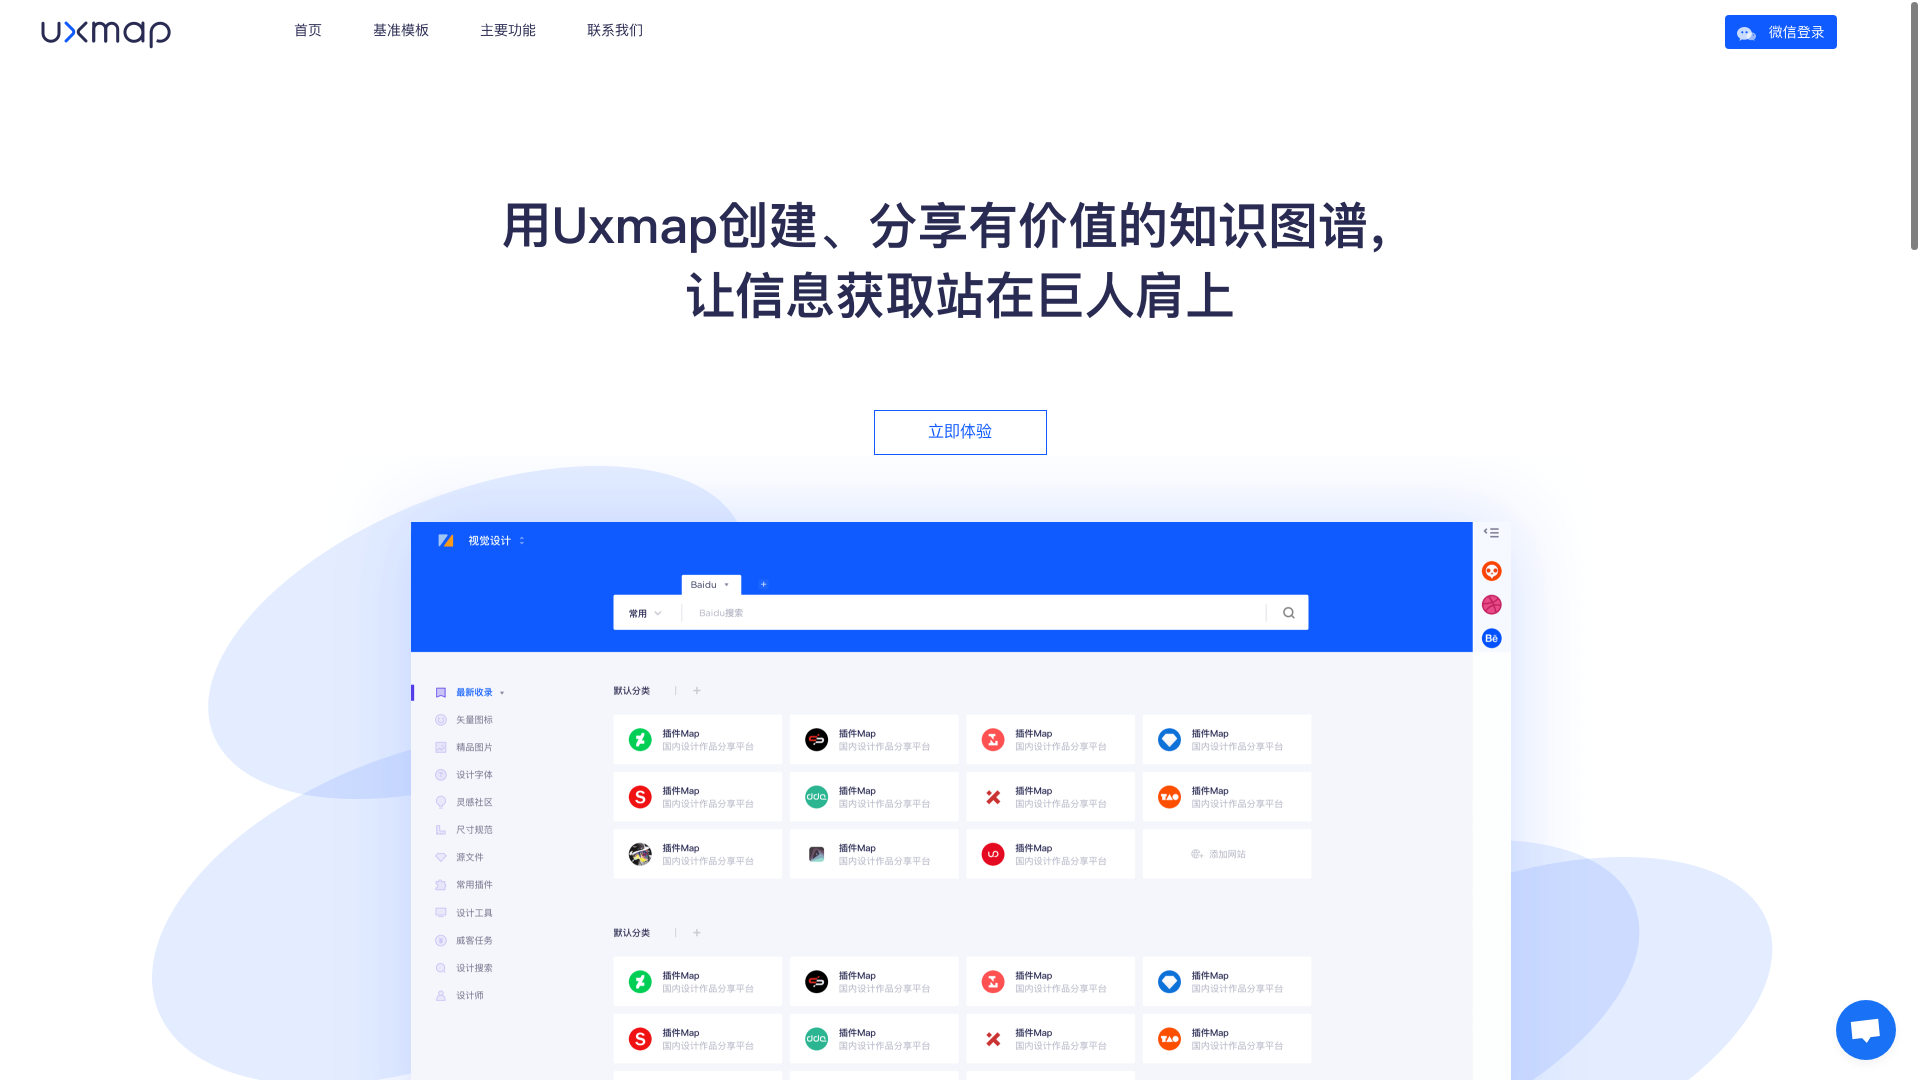 uxmap
首页
基准模板
主要功能
联系我们
微信登录
用Uxmap创建、分享有价值的知识图谱,
让信息获取站在巨人肩上
立即体验
视觉设计
Baidu
+
常用
Baidu搜索
Bē
最新收录
矢量图标
精品图片
设计字体
灵感社区
尺寸规范
源文件
常用插件
设计工具
威客任务
设计搜索
设计师
默认分类 | +
插件Map
国内设计作品分享平台
插件Map
国内设计作品分享平台
插件Map
国内设计作品分享平台
插件Map
国内设计作品分享平台
S
插件Map
国内设计作品分享平台
dda
插件Map
国内设计作品分享平台
插件Map
国内设计作品分享平台
TAO
插件Map
国内设计作品分享平台
插件Map
国内设计作品分享平台
插件Map
国内设计作品分享平台
插件Map
国内设计作品分享平台
添加网站
默认分类 | +
插件Map
国内设计作品分享平台
插件Map
国内设计作品分享平台
插件Map
国内设计作品分享平台
插件Map
国内设计作品分享平台
S
插件Map
国内设计作品分享平台
dda
插件Map
国内设计作品分享平台
插件Map
国内设计作品分享平台
TAO
插件Map
国内设计作品分享平台